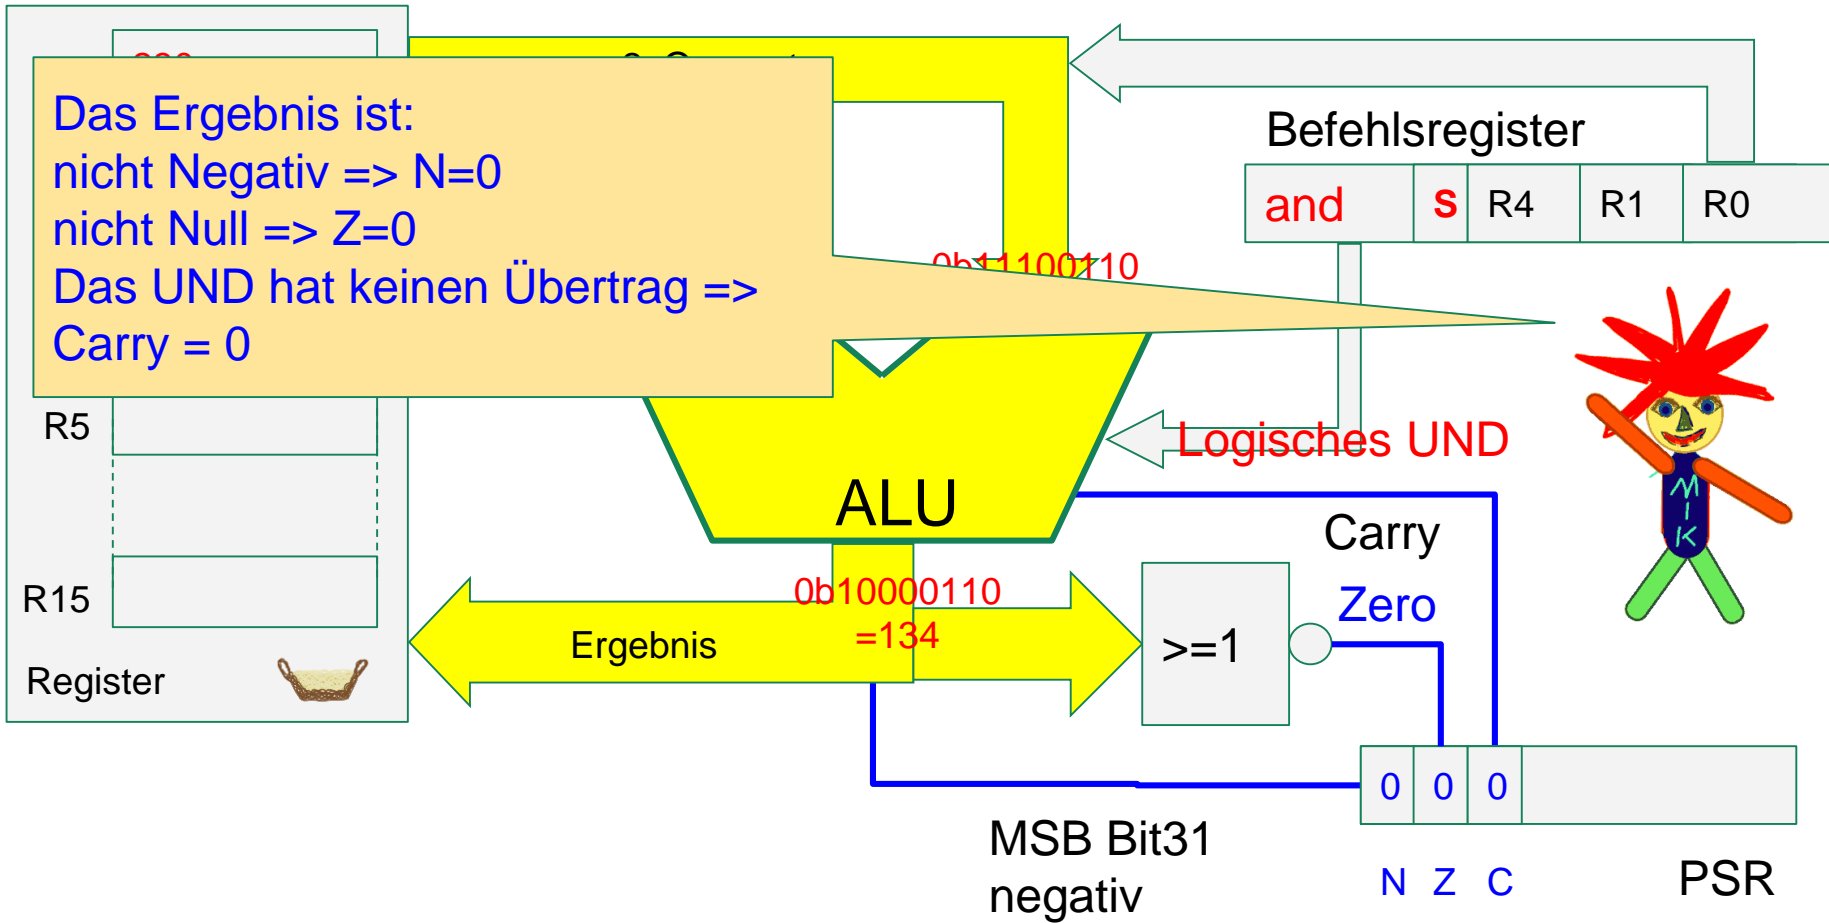 Das Ergebnis ist:
nicht Negativ => N=0
nicht Null => Z=0
Das UND hat keinen Übertrag =>
Carry = 0
Befehlsregister
and S R4 R1 R0
0b11100110
R5
Logisches UND
ALU
Carry
MIK
R15
0b10000110
=134
Zero
Ergebnis
>=1
Register
0 0 0
MSB Bit31
negativ
N Z C
PSR